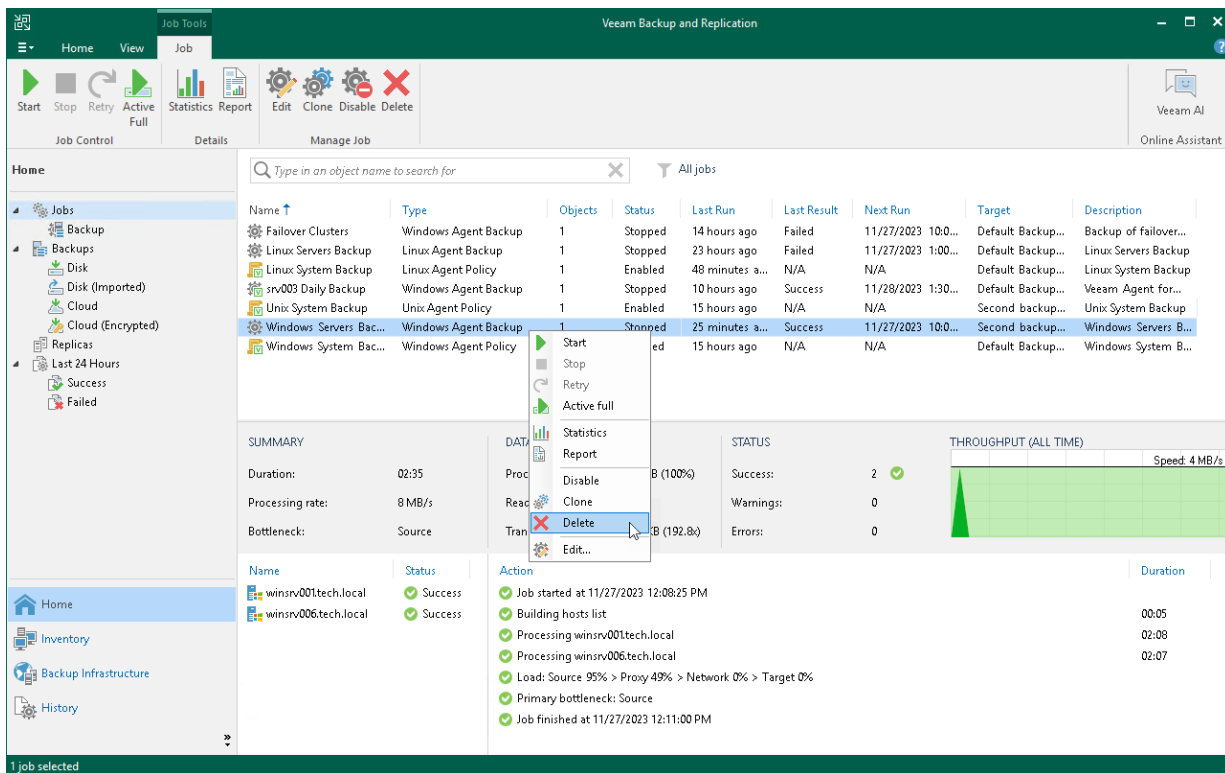 Job Tools
Veeam Backup and Replication
Home View Job
Start Stop Retry Active Full Statistics Report Edit Clone Disable Delete
Veeam AI
Job Control Details Manage Job Online Assistant
Home
Type in an object name to search for
All jobs
Jobs
Backup
Backups
Disk
Disk (Imported)
Cloud
Cloud (Encrypted)
Replicas
Last 24 Hours
Success
Failed
Name Type Objects Status Last Run Last Result Next Run Target Description
Failover Clusters Windows Agent Backup 1 Stopped 14 hours ago Failed 11/27/2023 10:0... Default Backup... Backup of failover...
Linux Servers Backup Linux Agent Backup 1 Stopped 23 hours ago Failed 11/27/2023 1:00... Default Backup... Linux Servers Backup
Linux System Backup Linux Agent Policy 1 Enabled 48 minutes a... N/A N/A Default Backup... Linux System Backup
srv003 Daily Backup Windows Agent Backup 1 Stopped 10 hours ago Success 11/28/2023 1:30... Default Backup... Veeam Agent for...
Unix System Backup Unix Agent Policy 1 Enabled 15 hours ago N/A N/A Second backup... Unix System Backup
Windows Servers Bac... Windows Agent Backup 1 Stopped 25 minutes a... Success 11/27/2023 10:0... Second backup... Windows Servers B...
Windows System Bac... Windows Agent Policy ed 15 hours ago N/A N/A Default Backup... Windows System B...
Start
Stop
Retry
Active full
Statistics
Report
Disable
Clone
Delete
Edit...
SUMMARY
Duration: 02:35
Processing rate: 8 MB/s
Bottleneck: Source
DATA
Proc B (100%)
Read
Tran KB (192.8x)
STATUS
Success: 2
Warnings: 0
Errors: 0
THROUGHPUT (ALL TIME)
Speed: 4 MB/s
Name Status
winsrv001.tech.local Success
winsrv006.tech.local Success
Action Duration
Job started at 11/27/2023 12:08:25 PM
Building hosts list 00:05
Processing winsrv001.tech.local 02:08
Processing winsrv006.tech.local 02:07
Load: Source 95% > Proxy 49% > Network 0% > Target 0%
Primary bottleneck: Source
Job finished at 11/27/2023 12:11:00 PM
Home
Inventory
Backup Infrastructure
History
1 job selected